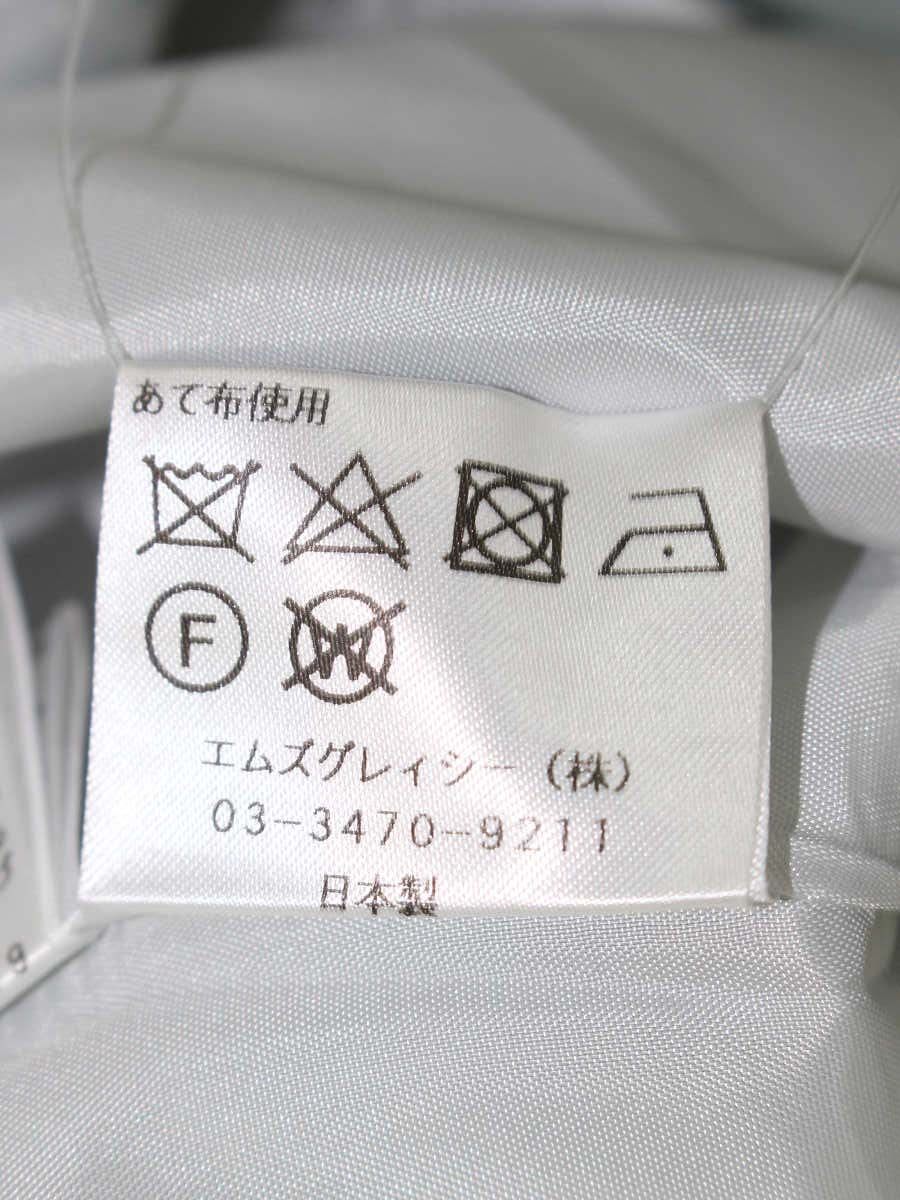 あて布使用
F W
エムズグレイシー（株）
03-3470-9211
日本製
g